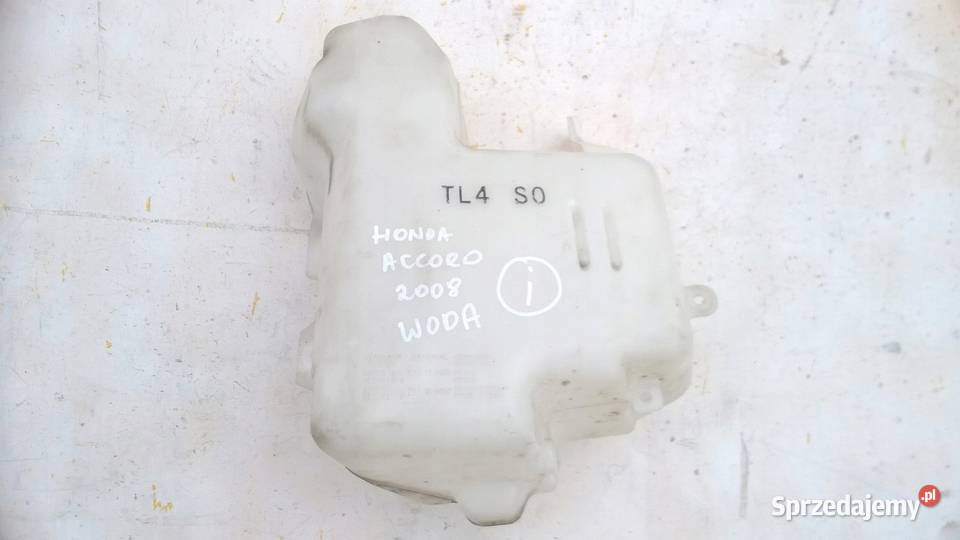 TL4 S0
HONDA
ACCORD
2008
WODA
i
Sprzedajemy.pl